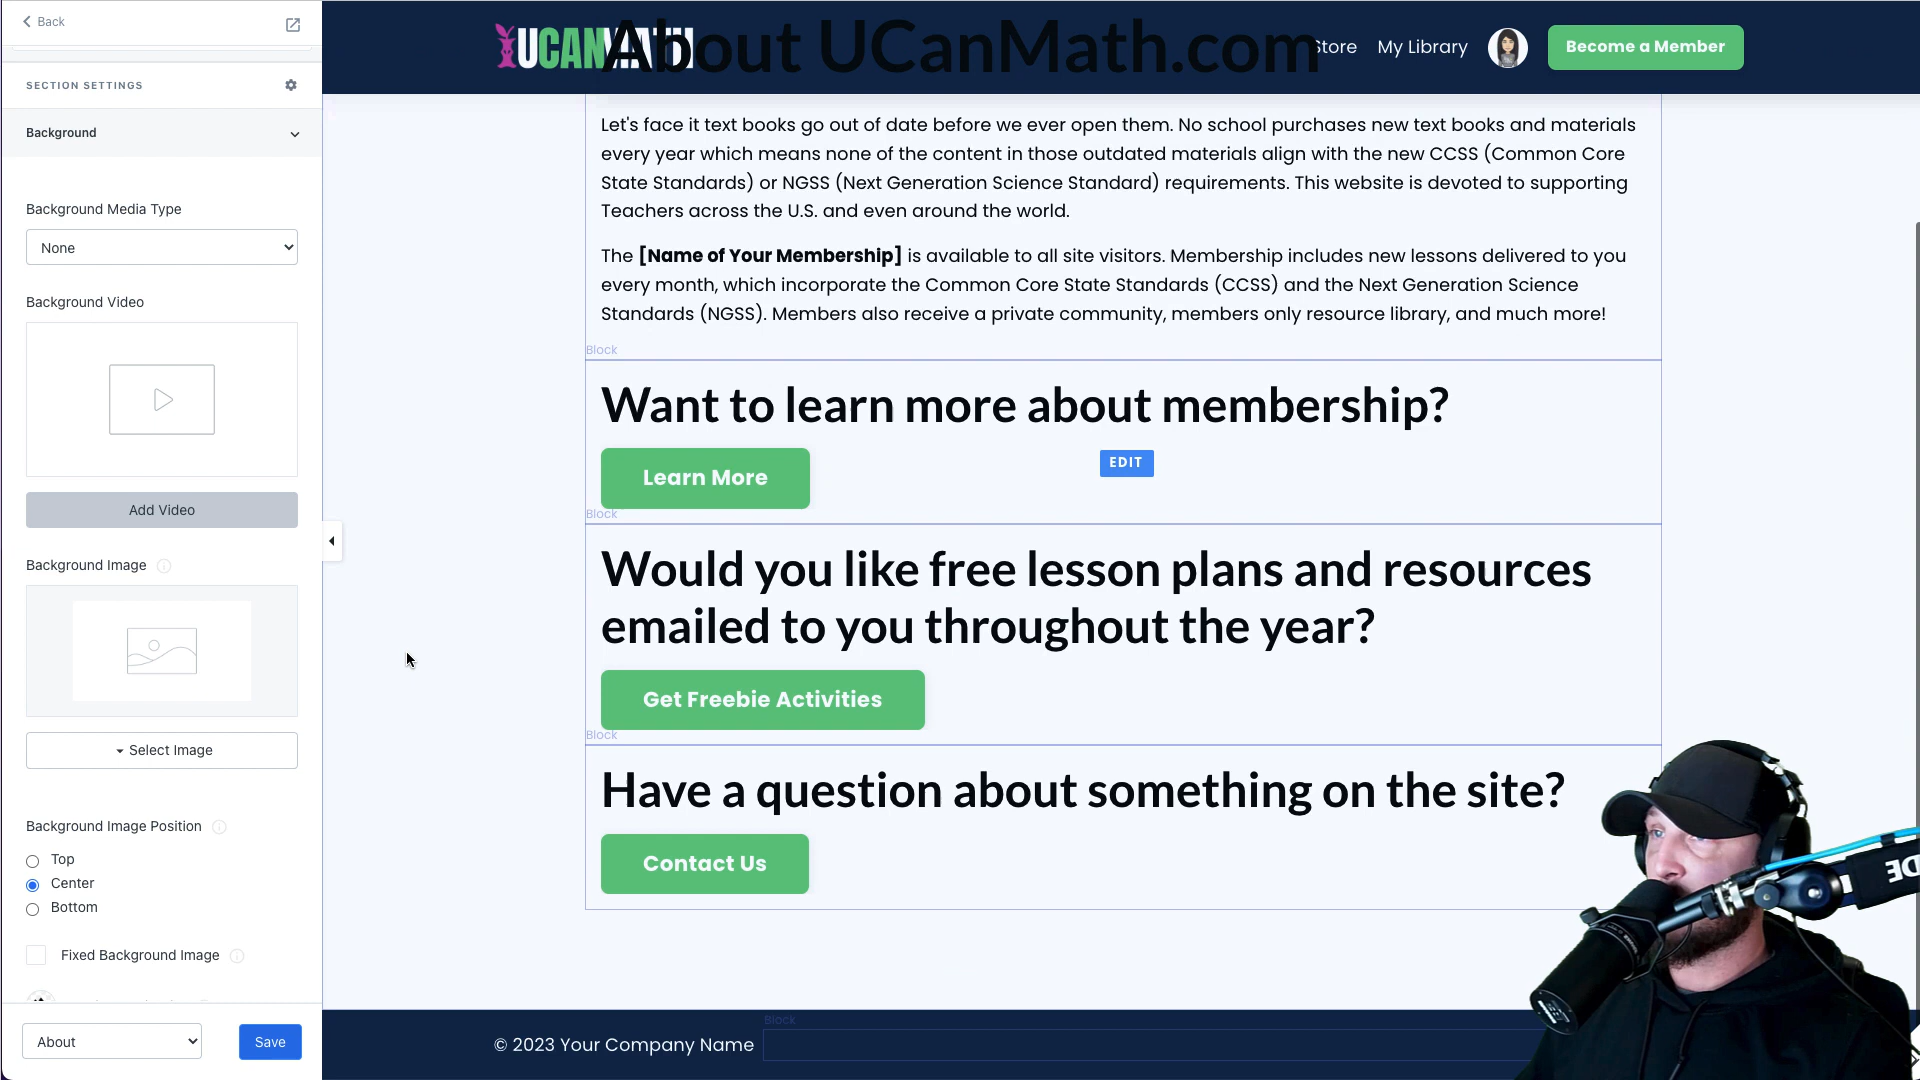 Back
SECTION SETTINGS
Background
Background Media Type
None
Background Video
Add Video
Background Image
Select Image
Background Image Position
Top
Center
Bottom
Fixed Background Image
About
Save
UCANMATH
About UCanMath.com
Store
My Library
Become a Member
Let's face it text books go out of date before we ever open them. No school purchases new text books and materials
every year which means none of the content in those outdated materials align with the new CCSS (Common Core
State Standards) or NGSS (Next Generation Science Standard) requirements. This website is devoted to supporting
Teachers across the U.S. and even around the world.
The [Name of Your Membership] is available to all site visitors. Membership includes new lessons delivered to you
every month, which incorporate the Common Core State Standards (CCSS) and the Next Generation Science
Standards (NGSS). Members also receive a private community, members only resource library, and much more!
Block
Want to learn more about membership?
EDIT
Learn More
Block
Would you like free lesson plans and resources
emailed to you throughout the year?
Get Freebie Activities
Block
Have a question about something on the site?
Contact Us
Block
© 2023 Your Company Name